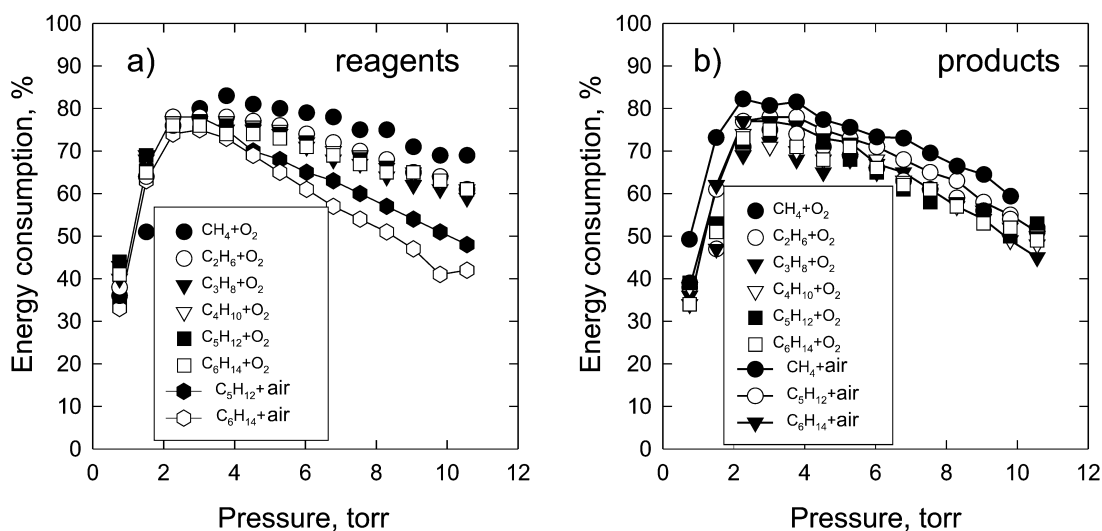 a) reagents
Energy consumption, %
100
90
80
70
60
50
40
30
20
10
0
CH₄+O₂
C₂H₆+O₂
C₃H₈+O₂
C₄H₁₀+O₂
C₅H₁₂+O₂
C₆H₁₄+O₂
C₅H₁₂+air
C₆H₁₄+air
0 2 4 6 8 10 12
Pressure, torr
b) products
Energy consumption, %
100
90
80
70
60
50
40
30
20
10
0
CH₄+O₂
C₂H₆+O₂
C₃H₈+O₂
C₄H₁₀+O₂
C₅H₁₂+O₂
C₆H₁₄+O₂
CH₄+air
C₅H₁₂+air
C₆H₁₄+air
0 2 4 6 8 10 12
Pressure, torr